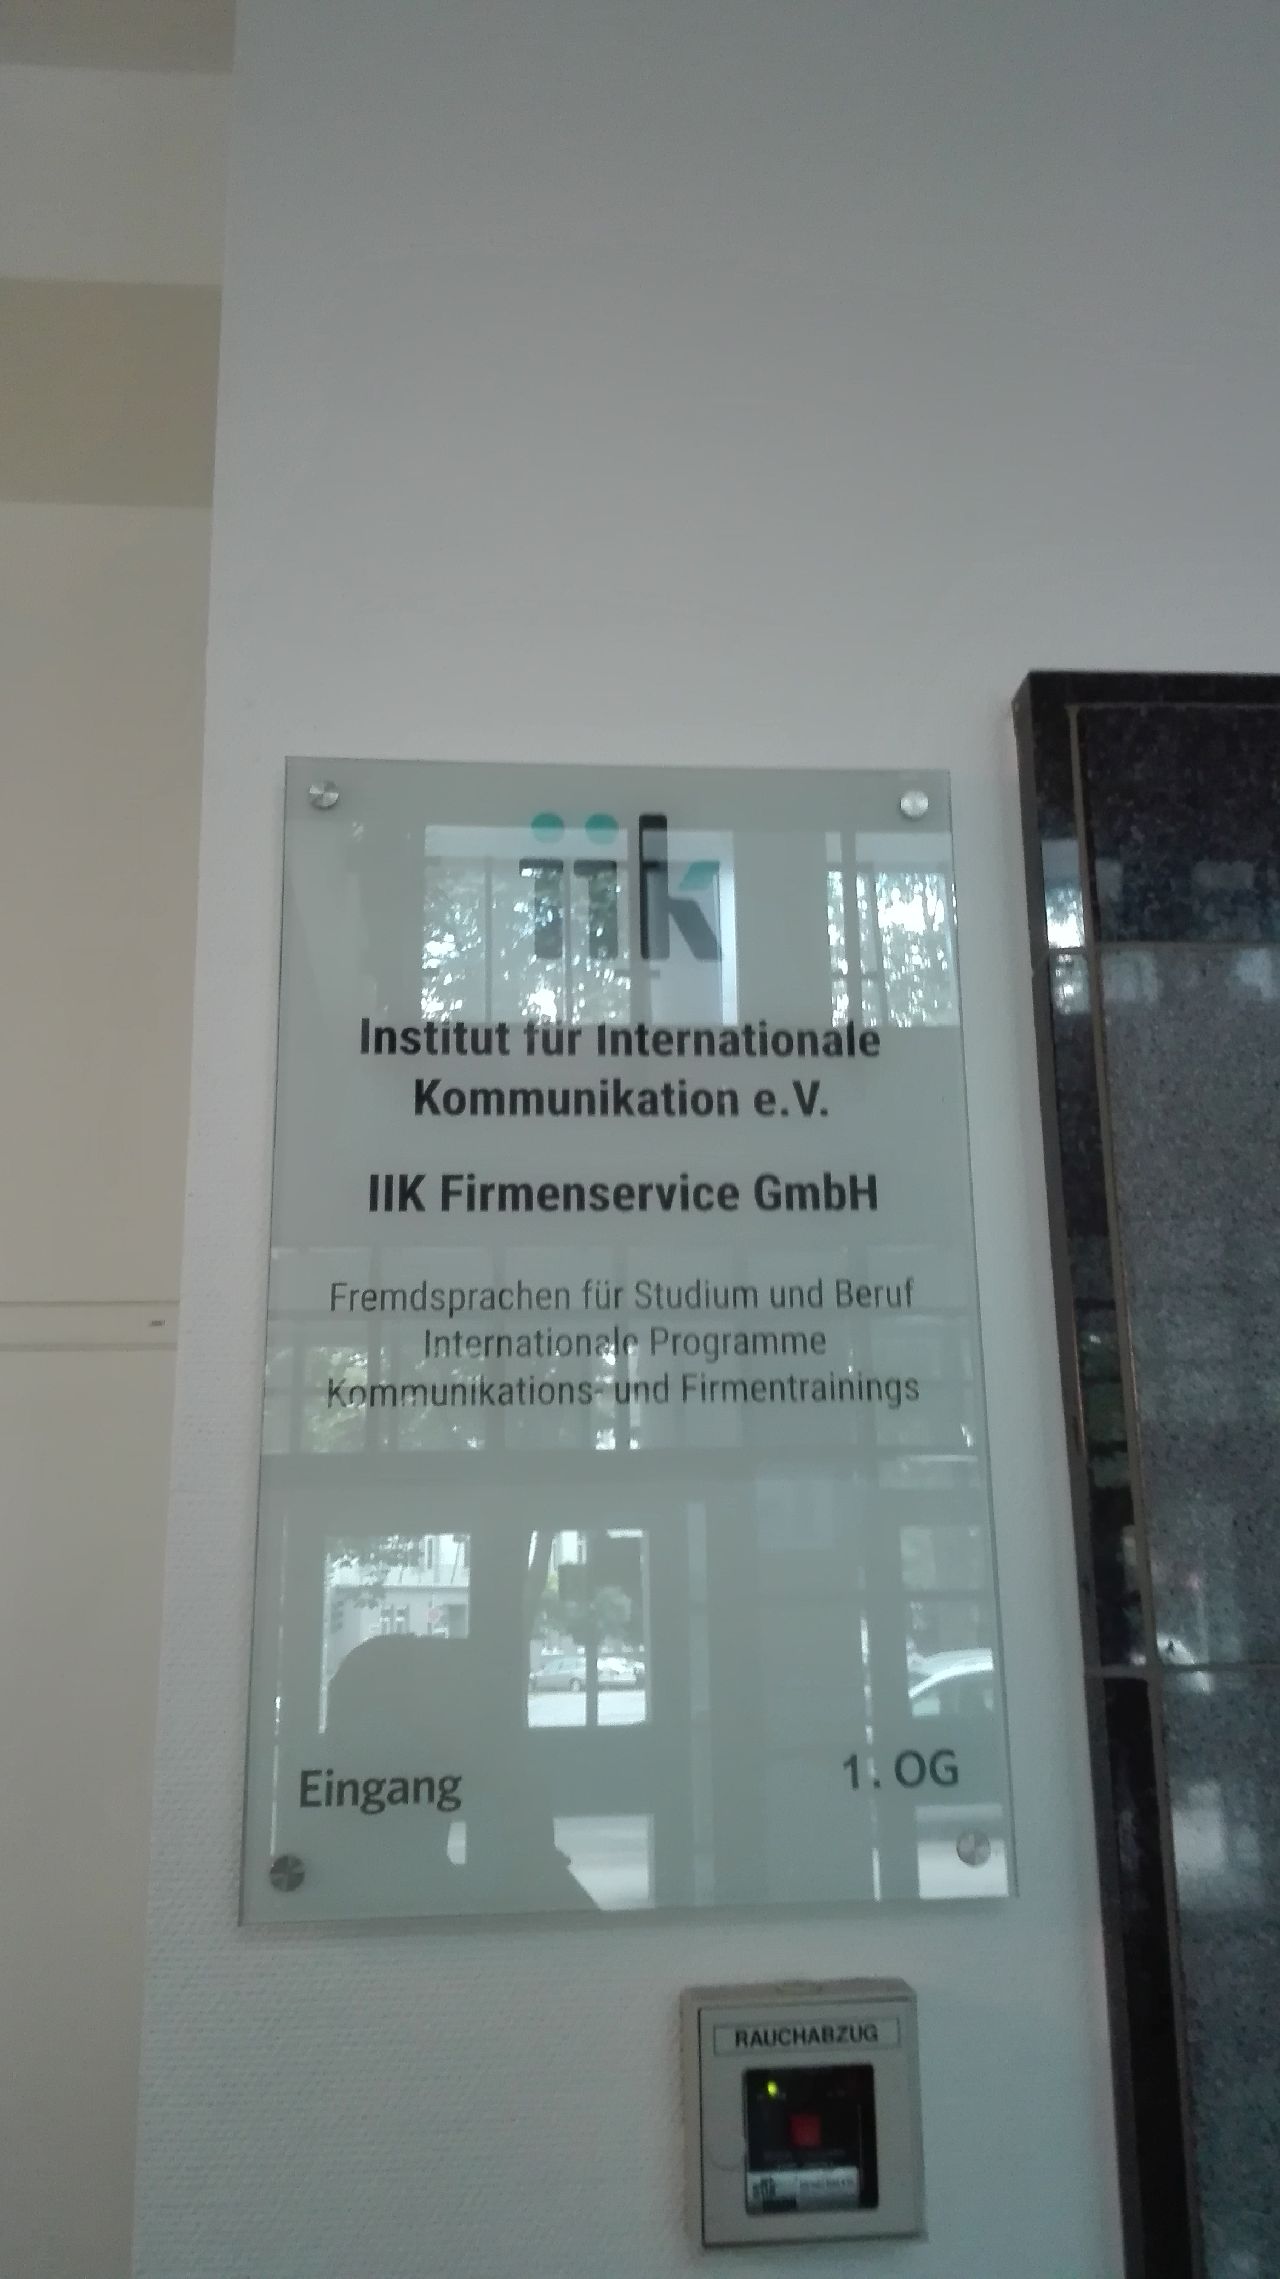 iik
Institut für Internationale
Kommunikation e.V.
IIK Firmenservice GmbH
Fremdsprachen für Studium und Beruf
Internationale Programme
Kommunikations- und Firmentrainings
Eingang
1. OG
RAUCHABZUG